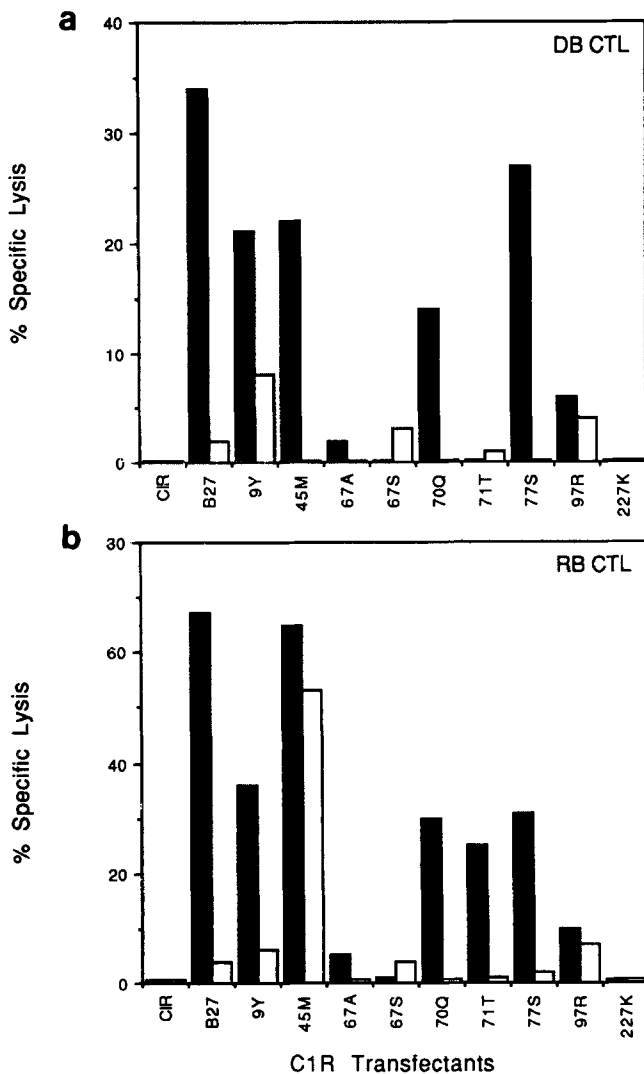 a
DB CTL
% Specific Lysis
40
30
20
10
0
CIR B27 9Y 45M 67A 67S 70Q 71T 77S 97R 227K
b
RB CTL
% Specific Lysis
30
60
40
20
0
CIR B27 9Y 45M 67A 67S 70Q 71T 77S 97R 227K
C1R Transfectants